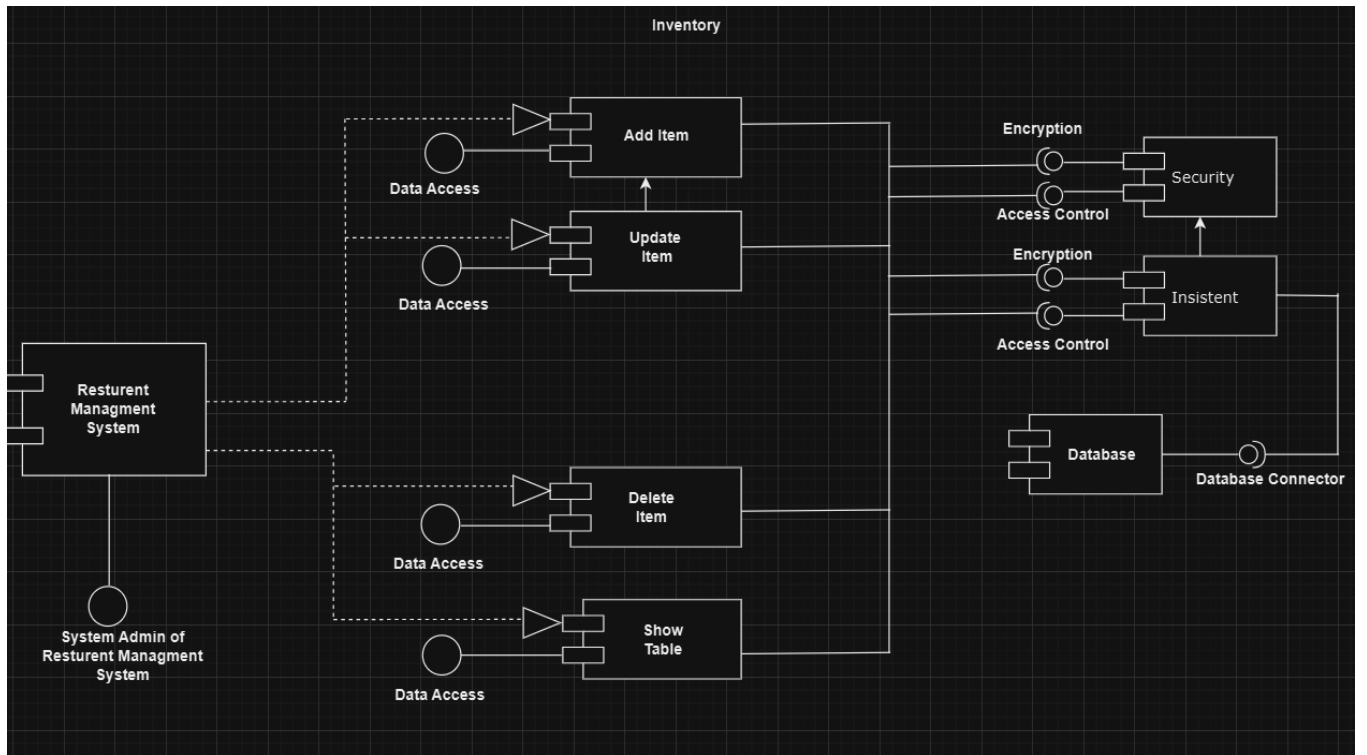 Inventory
Add Item
Data Access
Update
Item
Data Access
Encryption
Security
Access Control
Encryption
Insistent
Access Control
Resturent
Managment
System
Database
Database Connector
Delete
Item
Data Access
Show
Table
Data Access
System Admin of
Resturent Managment
System